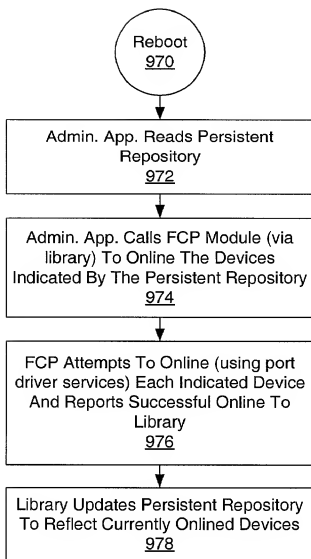 Reboot
970
Admin. App. Reads Persistent
Repository
972
Admin. App. Calls FCP Module (via
library) To Online The Devices
Indicated By The Persistent Repository
974
FCP Attempts To Online (using port
driver services) Each Indicated Device
And Reports Successful Online To
Library
976
Library Updates Persistent Repository
To Reflect Currently Onlined Devices
978